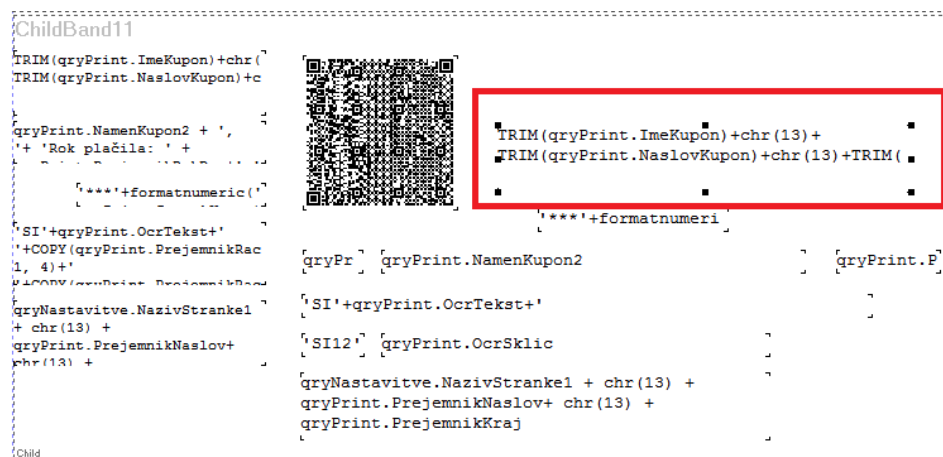 ChildBand11
TRIM(qryPrint.ImeKupon)+chr(
TRIM(qryPrint.NaslovKupon)+c
qryPrint.NamenKupon2 + ',
'+ 'Rok plačila: ' +
'***'+formatnumeric('
'SI'+qryPrint.OcrTekst+'
'+COPY(qryPrint.PrejemnikRac
1, 4)+'
qryNastavitve.NazivStranke1
+ chr(13) +
qryPrint.PrejemnikNaslov+
chr(13) +
TRIM(qryPrint.ImeKupon)+chr(13)+
TRIM(qryPrint.NaslovKupon)+chr(13)+TRIM(
'***'+formatnumeri
qryPr
qryPrint.NamenKupon2
qryPrint.P
'SI'+qryPrint.OcrTekst+'
'SI12'
qryPrint.OcrSklic
qryNastavitve.NazivStranke1 + chr(13) +
qryPrint.PrejemnikNaslov+ chr(13) +
qryPrint.PrejemnikKraj
Child